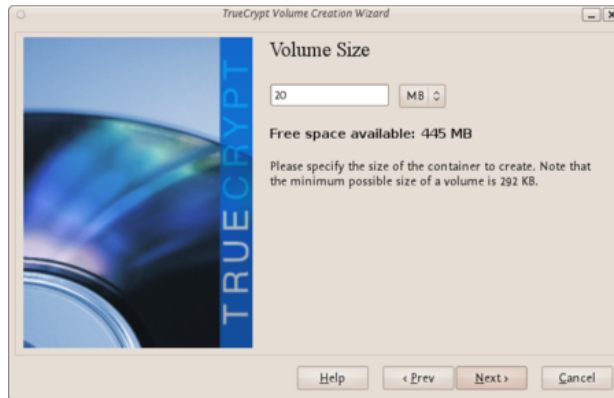 TrueCrypt Volume Creation Wizard
TRUECRYPT
Volume Size
20
MB
Free space available: 445 MB
Please specify the size of the container to create. Note that
the minimum possible size of a volume is 292 KB.
Help
< Prev
Next >
Cancel